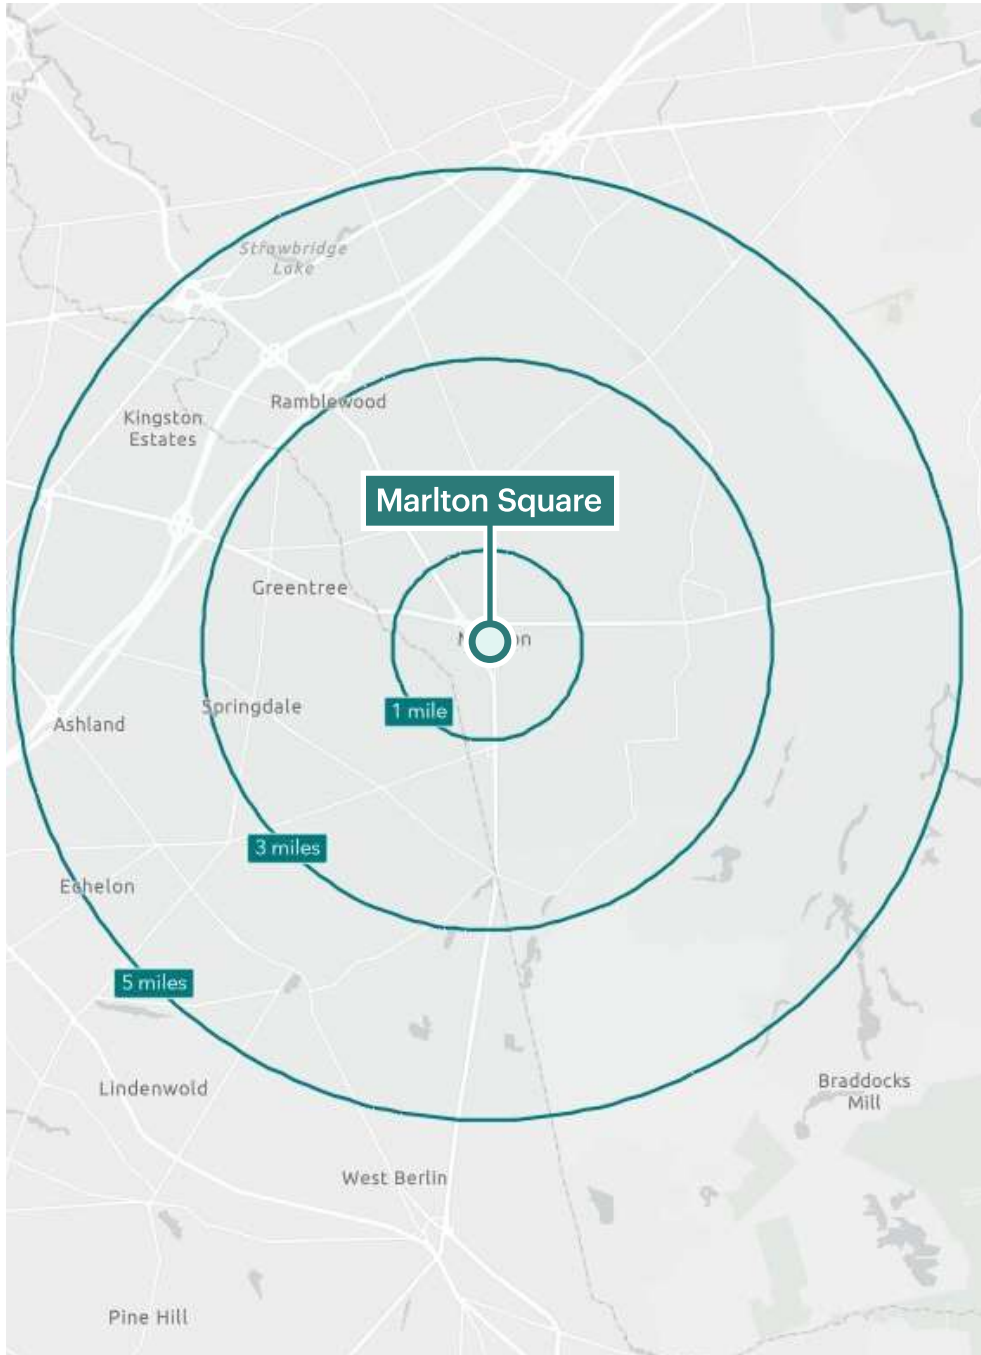 Strawbridge
Lake
Ramblewood
Kingston
Estates
Marlton Square
Greentree
1 mile
Springdale
Ashland
3 miles
Echelon
5 miles
Braddocks
Mill
Lindenwold
West Berlin
Pine Hill